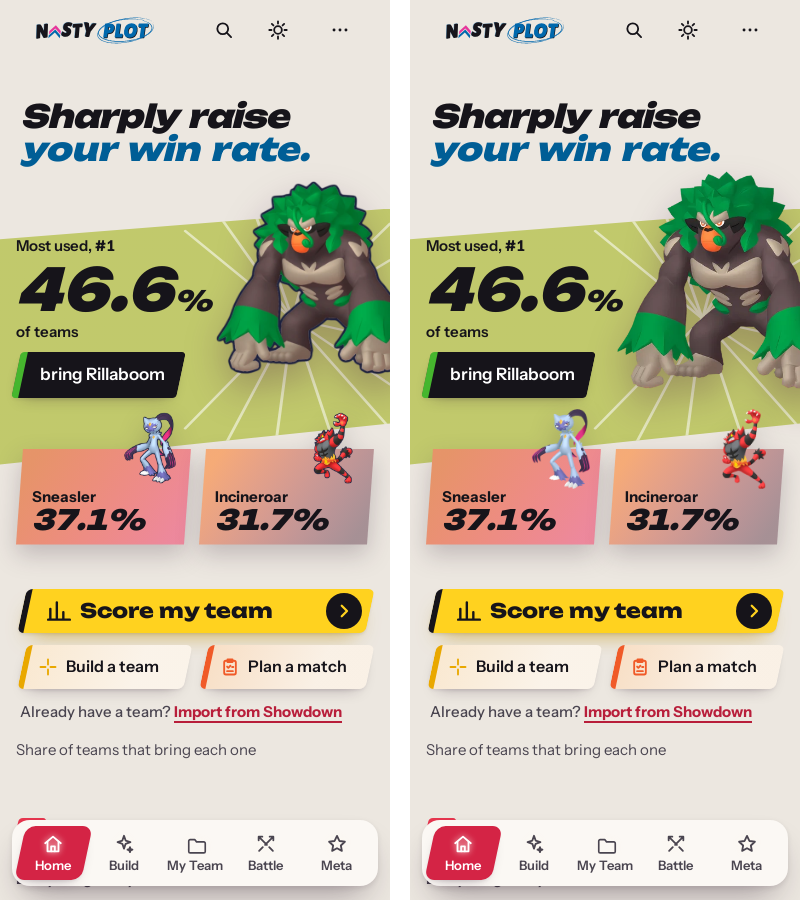 NASTY PLOT
Sharply raise
your win rate.
Most used, #1
46.6%
of teams
bring Rillaboom
Sneasler
37.1%
Incineroar
31.7%
Score my team
Build a team
Plan a match
Already have a team? Import from Showdown
Share of teams that bring each one
Home
Build
My Team
Battle
Meta
NASTY PLOT
Sharply raise
your win rate.
Most used, #1
46.6%
of teams
bring Rillaboom
Sneasler
37.1%
Incineroar
31.7%
Score my team
Build a team
Plan a match
Already have a team? Import from Showdown
Share of teams that bring each one
Home
Build
My Team
Battle
Meta